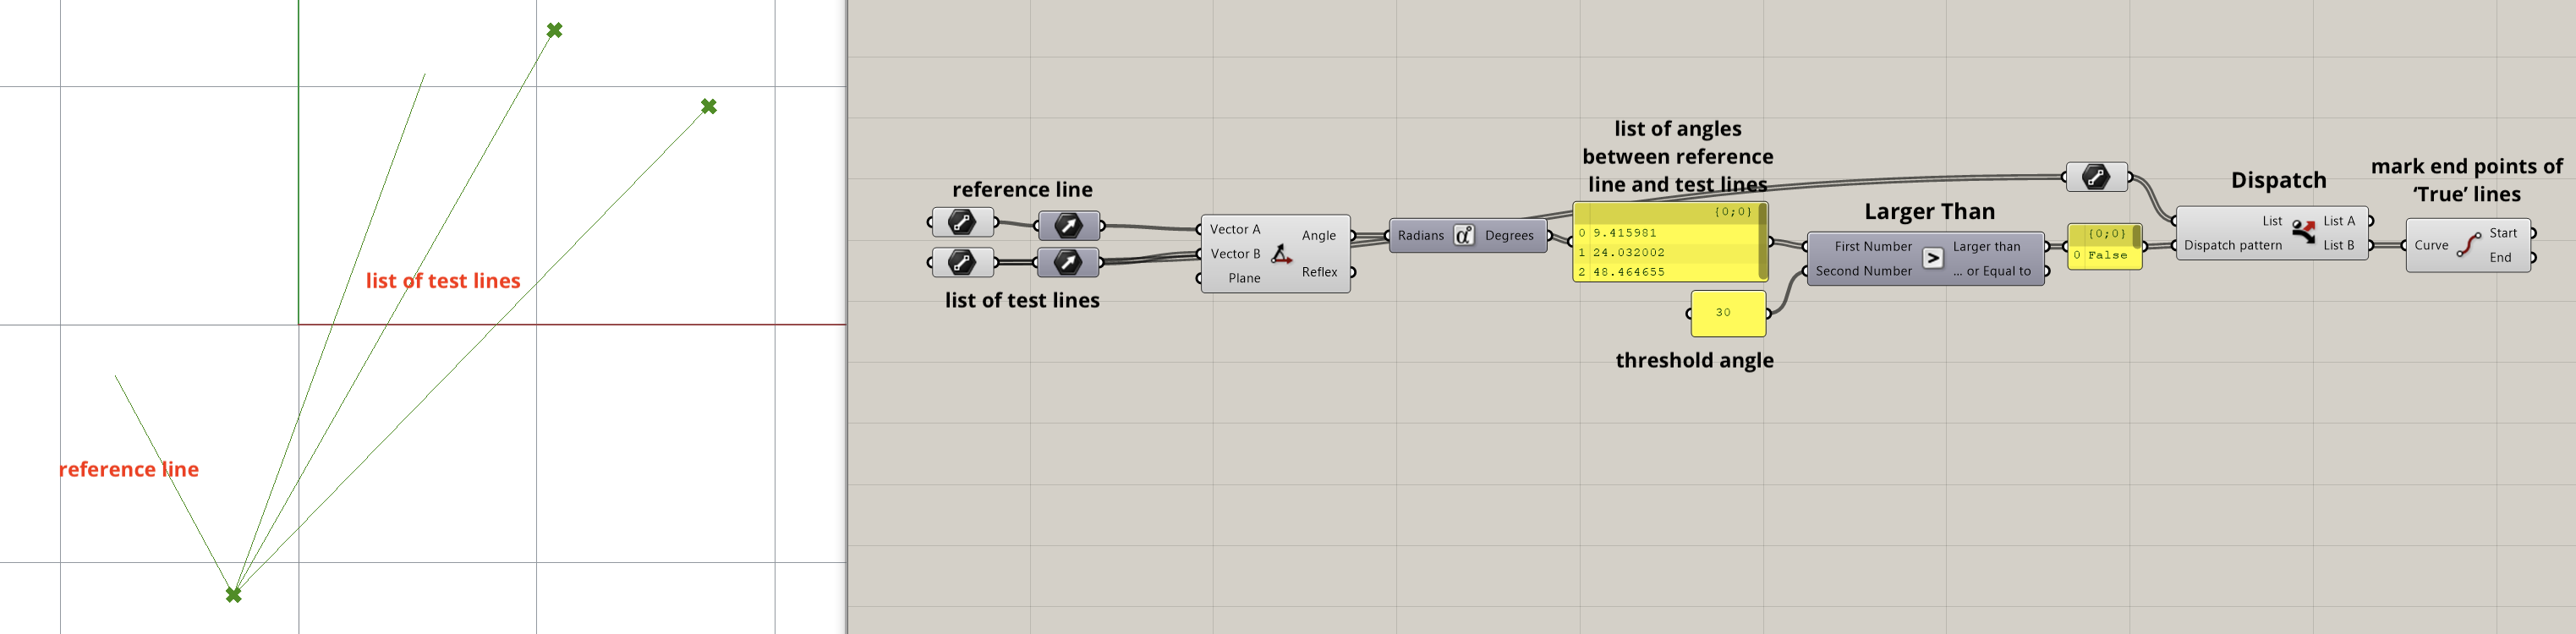 list of test lines
reference line
reference line
list of test lines
Vector A
Vector B
Plane
Angle
Reflex
Radians
Degrees
list of angles
between reference
line and test lines
{0;0}
0 9.415981
1 24.032002
2 48.464655
30
threshold angle
Larger Than
First Number
Second Number
Larger than
... or Equal to
{0;0}
0 False
Dispatch
List
Dispatch pattern
List A
List B
mark end points of
‘True’ lines
Curve
Start
End